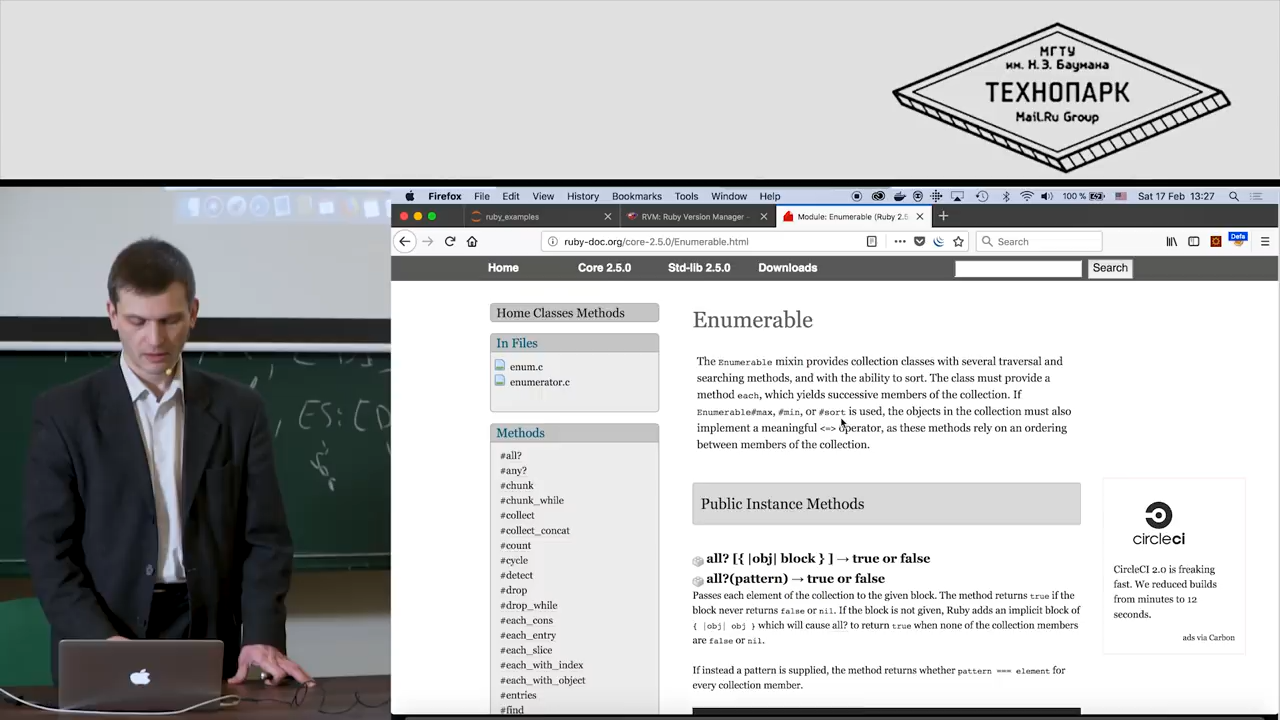 МГТУ
им. Н.Э. Баумана
ТЕХНОПАРК
Mail.Ru Group
Firefox File Edit View History Bookmarks Tools Window Help 100 % Sat 17 Feb 13:27
ruby_examples RVM: Ruby Version Manager - Module: Enumerable (Ruby 2.5
ruby-doc.org/core-2.5.0/Enumerable.html Search Defs
Home Core 2.5.0 Std-lib 2.5.0 Downloads Search
Home Classes Methods
In Files
enum.c
enumerator.c
Methods
#all?
#any?
#chunk
#chunk_while
#collect
#collect_concat
#count
#cycle
#detect
#drop
#drop_while
#each_cons
#each_entry
#each_slice
#each_with_index
#each_with_object
#entries
#find
Enumerable
The Enumerable mixin provides collection classes with several traversal and
searching methods, and with the ability to sort. The class must provide a
method each, which yields successive members of the collection. If
Enumerable#max, #min, or #sort is used, the objects in the collection must also
implement a meaningful <=> operator, as these methods rely on an ordering
between members of the collection.
Public Instance Methods
all? [{ |obj| block } ] → true or false
all?(pattern) → true or false
Passes each element of the collection to the given block. The method returns true if the
block never returns false or nil. If the block is not given, Ruby adds an implicit block of
{ |obj| obj } which will cause all? to return true when none of the collection members
are false or nil.
If instead a pattern is supplied, the method returns whether pattern === element for
every collection member.
circleci
CircleCI 2.0 is freaking
fast. We reduced builds
from minutes to 12
seconds.
ads via Carbon